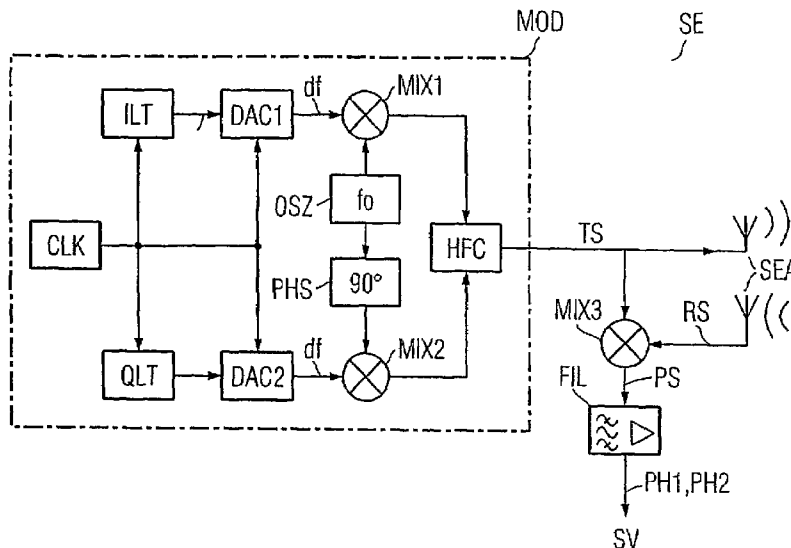 MOD
SE
ILT
DAC1
df
MIX1
OSZ
fo
CLK
HFC
TS
PHS
90°
SEA
MIX3
RS
QLT
DAC2
df
MIX2
FIL
PS
PH1,PH2
SV